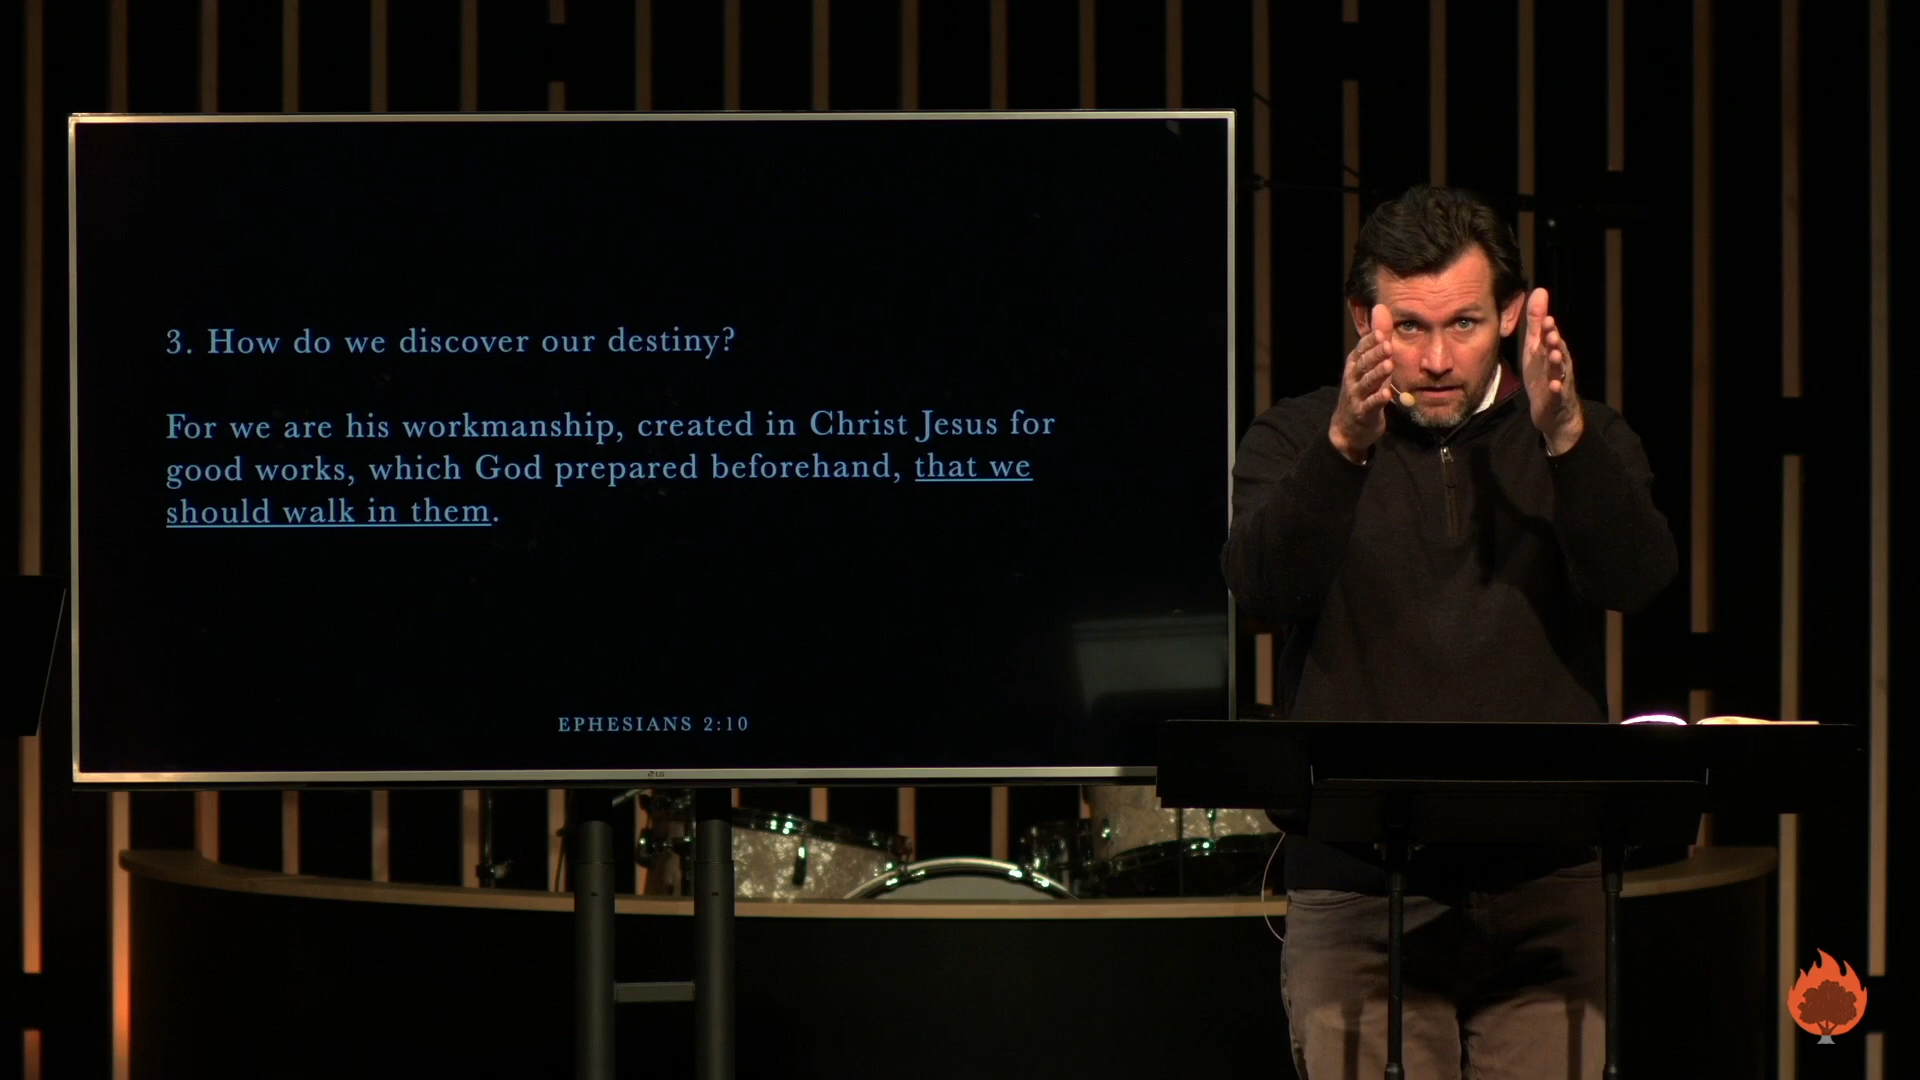 3. How do we discover our destiny?
For we are his workmanship, created in Christ Jesus for
good works, which God prepared beforehand, that we
should walk in them.
EPHESIANS 2:10
LG